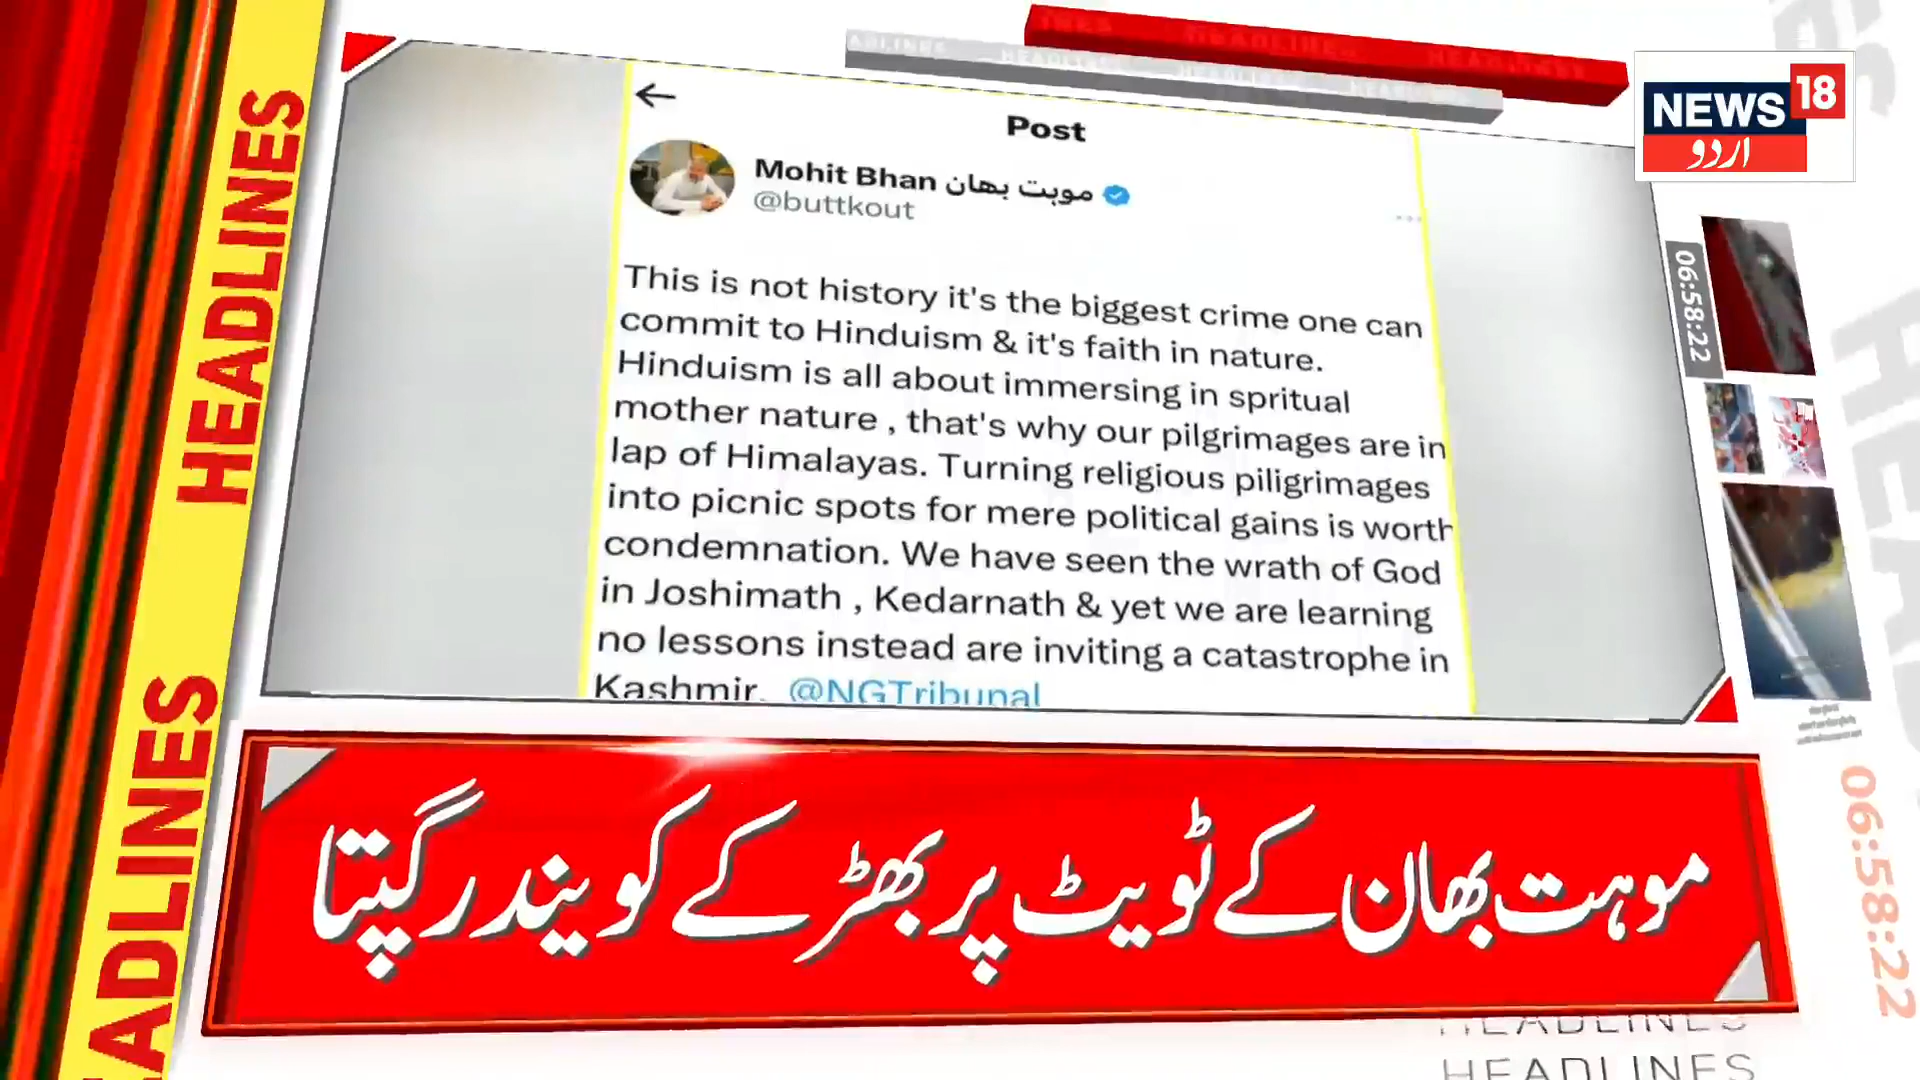 HEADLINES
HEADLINES
NEWS 18
اردو
Post
Mohit Bhan موہت بھان
@buttkout
This is not history it's the biggest crime one can
commit to Hinduism & it's faith in nature.
Hinduism is all about immersing in spritual
mother nature , that's why our pilgrimages are in
lap of Himalayas. Turning religious piligrimages
into picnic spots for mere political gains is worth
condemnation. We have seen the wrath of God
in Joshimath , Kedarnath & yet we are learning
no lessons instead are inviting a catastrophe in
Kashmir. @NGTribunal
06:58:22
06:58:22
موہت بھان کے ٹویٹ پر بھڑکے کویندر گپتا
HEADLINES
HEADLINES